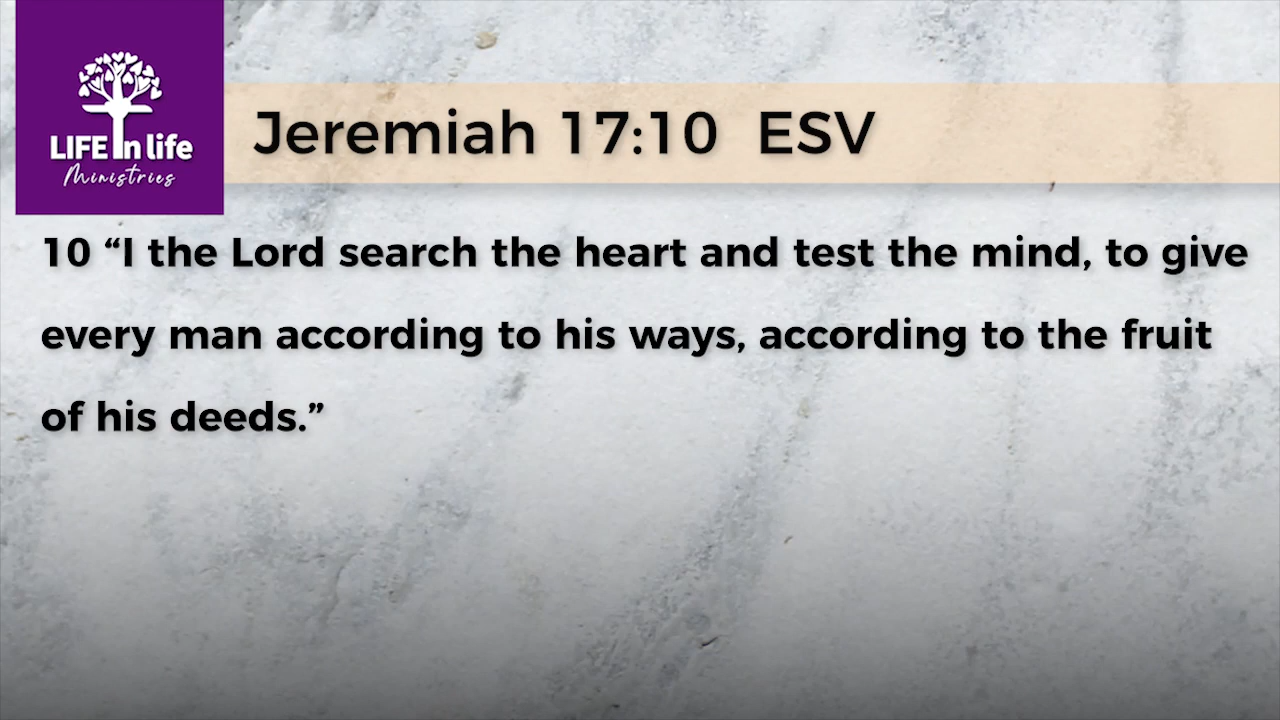 LIFE In life
Ministries
Jeremiah 17:10 ESV
10 “I the Lord search the heart and test the mind, to give
every man according to his ways, according to the fruit
of his deeds.”